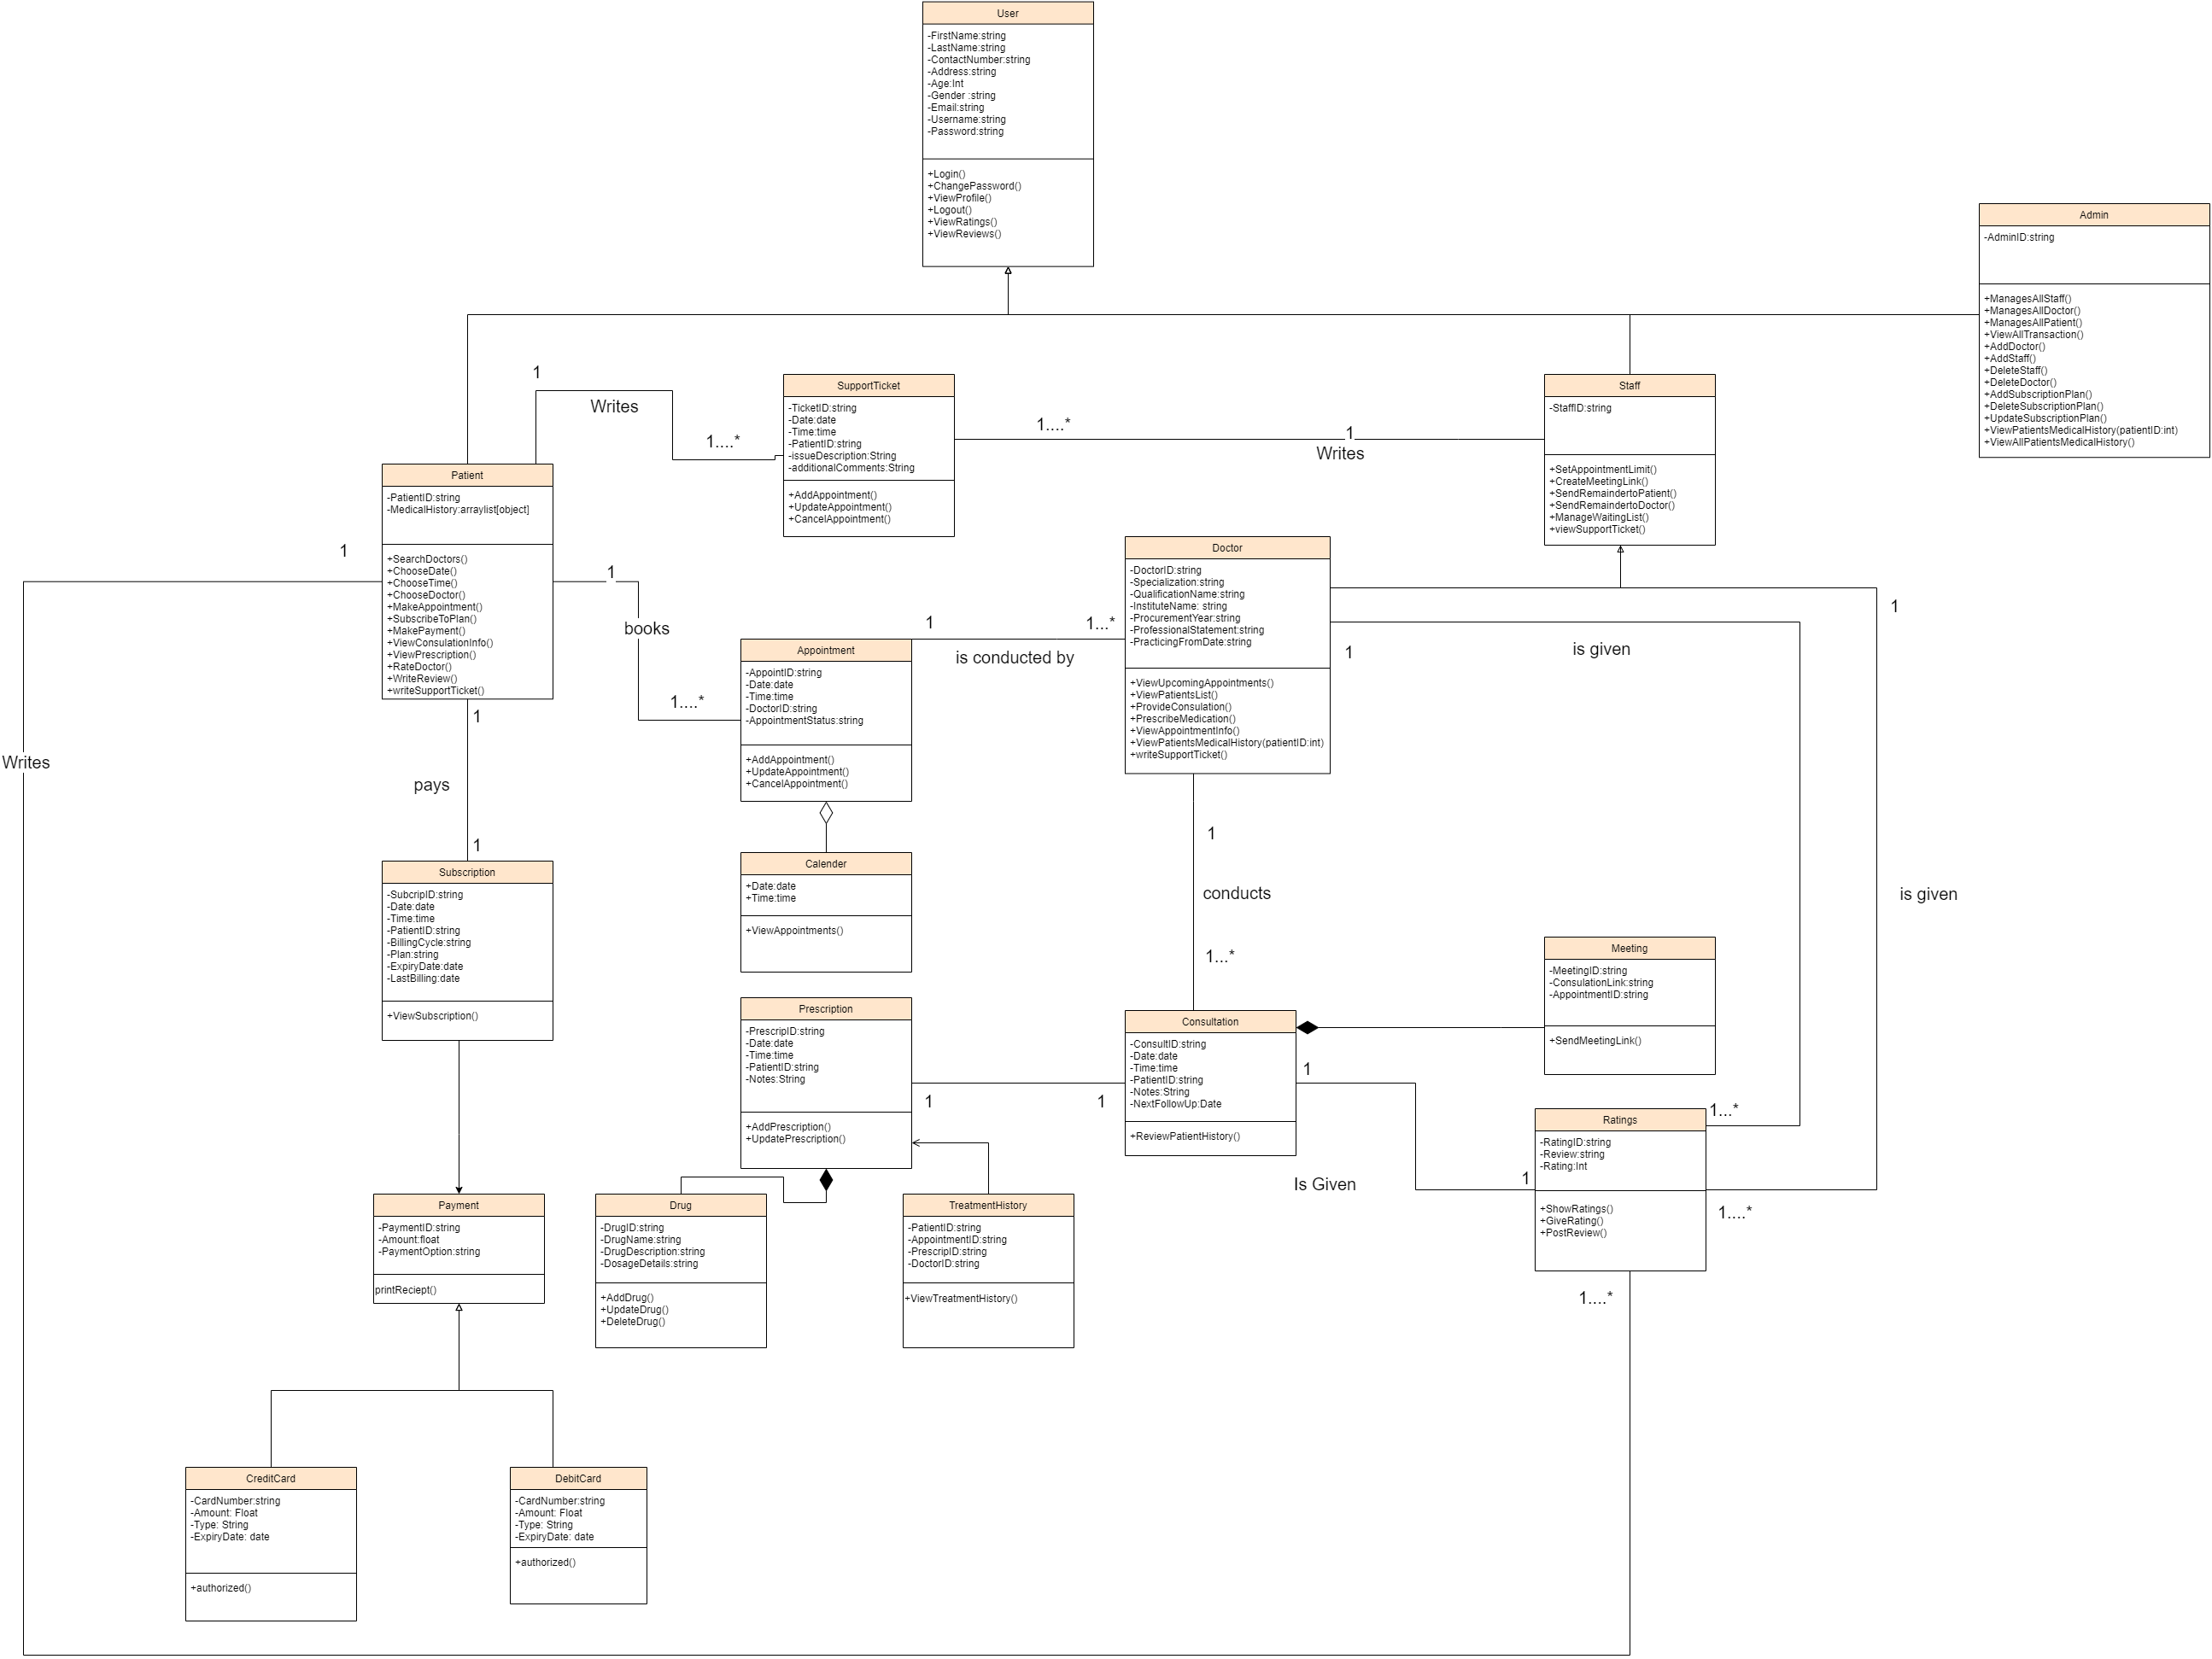 User
-FirstName:string
-LastName:string
-ContactNumber:string
-Address:string
-Age:Int
-Gender :string
-Email:string
-Username:string
-Password:string
+Login()
+ChangePassword()
+ViewProfile()
+Logout()
+ViewRatings()
+ViewReviews()
Admin
-AdminID:string
+ManagesAllStaff()
+ManagesAllDoctor()
+ManagesAllPatient()
+ViewAllTransaction()
+AddDoctor()
+AddStaff()
+DeleteStaff()
+DeleteDoctor()
+AddSubscriptionPlan()
+DeleteSubscriptionPlan()
+UpdateSubscriptionPlan()
+ViewPatientsMedicalHistory(patientID:int)
+ViewAllPatientsMedicalHistory()
1
Writes
1....*
SupportTicket
-TicketID:string
-Date:date
-Time:time
-PatientID:string
-issueDescription:String
-additionalComments:String
+AddAppointment()
+UpdateAppointment()
+CancelAppointment()
1....*
1
Writes
Staff
-StaffID:string
+SetAppointmentLimit()
+CreateMeetingLink()
+SendRemaindertoPatient()
+SendRemaindertoDoctor()
+ManageWaitingList()
+viewSupportTicket()
Patient
-PatientID:string
-MedicalHistory:arraylist[object]
+SearchDoctors()
+ChooseDate()
+ChooseTime()
+ChooseDoctor()
+MakeAppointment()
+SubscribeToPlan()
+MakePayment()
+ViewConsulationInfo()
+ViewPrescription()
+RateDoctor()
+WriteReview()
+writeSupportTicket()
1
Writes
1
books
1....*
1
pays
1
Appointment
-AppointID:string
-Date:date
-Time:time
-DoctorID:string
-AppointmentStatus:string
+AddAppointment()
+UpdateAppointment()
+CancelAppointment()
1
1...*
is conducted by
Doctor
-DoctorID:string
-Specialization:string
-QualificationName:string
-InstituteName: string
-ProcurementYear:string
-ProfessionalStatement:string
-PracticingFromDate:string
+ViewUpcomingAppointments()
+ViewPatientsList()
+ProvideConsulation()
+PrescribeMedication()
+ViewAppointmentInfo()
+ViewPatientsMedicalHistory(patientID:int)
+writeSupportTicket()
1
is given
1
is given
1
conducts
1...*
Calender
+Date:date
+Time:time
+ViewAppointments()
Subscription
-SubcripID:string
-Date:date
-Time:time
-PatientID:string
-BillingCycle:string
-Plan:string
-ExpiryDate:date
-LastBilling:date
+ViewSubscription()
Prescription
-PrescripID:string
-Date:date
-Time:time
-PatientID:string
-Notes:String
+AddPrescription()
+UpdatePrescription()
1
1
Consultation
-ConsultID:string
-Date:date
-Time:time
-PatientID:string
-Notes:String
-NextFollowUp:Date
+ReviewPatientHistory()
Meeting
-MeetingID:string
-ConsulationLink:string
-AppointmentID:string
+SendMeetingLink()
1
Is Given
1
Ratings
-RatingID:string
-Review:string
-Rating:Int
+ShowRatings()
+GiveRating()
+PostReview()
1...*
1....*
1....*
Payment
-PaymentID:string
-Amount:float
-PaymentOption:string
printReciept()
Drug
-DrugID:string
-DrugName:string
-DrugDescription:string
-DosageDetails:string
+AddDrug()
+UpdateDrug()
+DeleteDrug()
TreatmentHistory
-PatientID:string
-AppointmentID:string
-PrescripID:string
-DoctorID:string
+ViewTreatmentHistory()
CreditCard
-CardNumber:string
-Amount: Float
-Type: String
-ExpiryDate: date
+authorized()
DebitCard
-CardNumber:string
-Amount: Float
-Type: String
-ExpiryDate: date
+authorized()